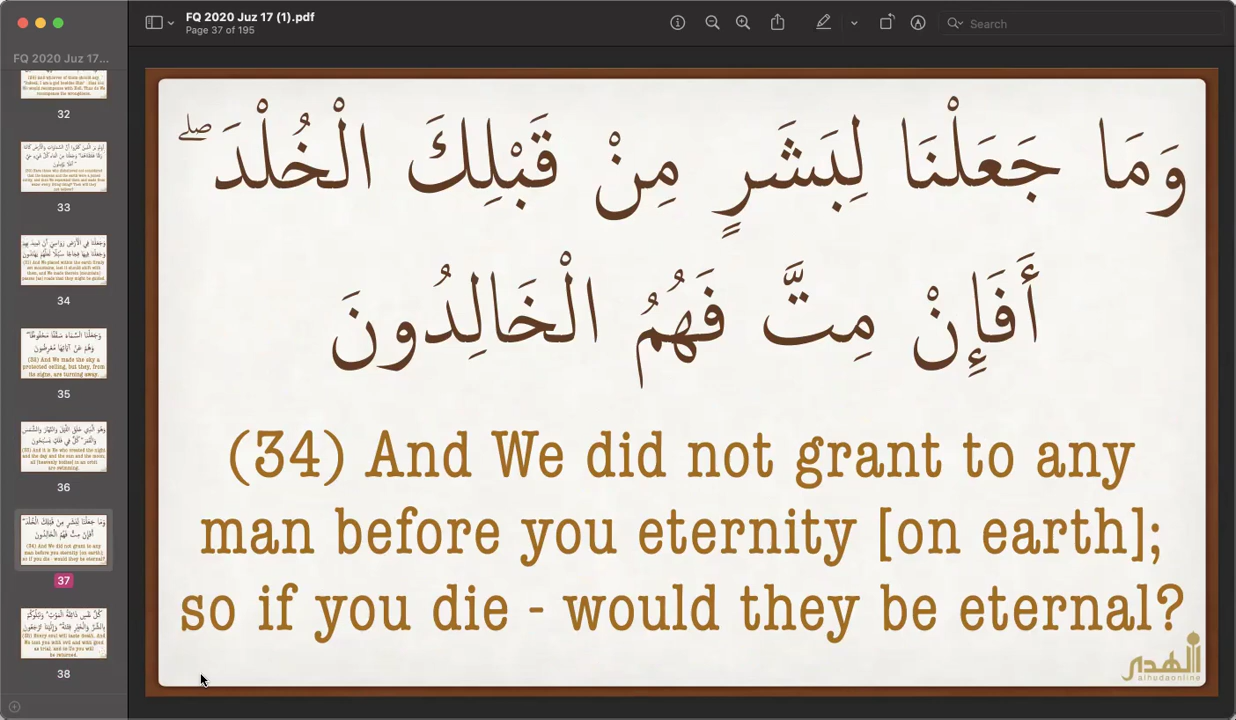 FQ 2020 Juz 17 (1).pdf
Page 37 of 195
Search
FQ 2020 Juz 17...
32
33
34
35
36
37
38
وَمَا جَعَلْنَا لِبَشَرٍ مِنْ قَبْلِكَ الْخُلْدَ ۖ
أَفَإِنْ مِتَّ فَهُمُ الْخَالِدُونَ
(34) And We did not grant to any
man before you eternity [on earth];
so if you die - would they be eternal?
الهدى
alhudaonline